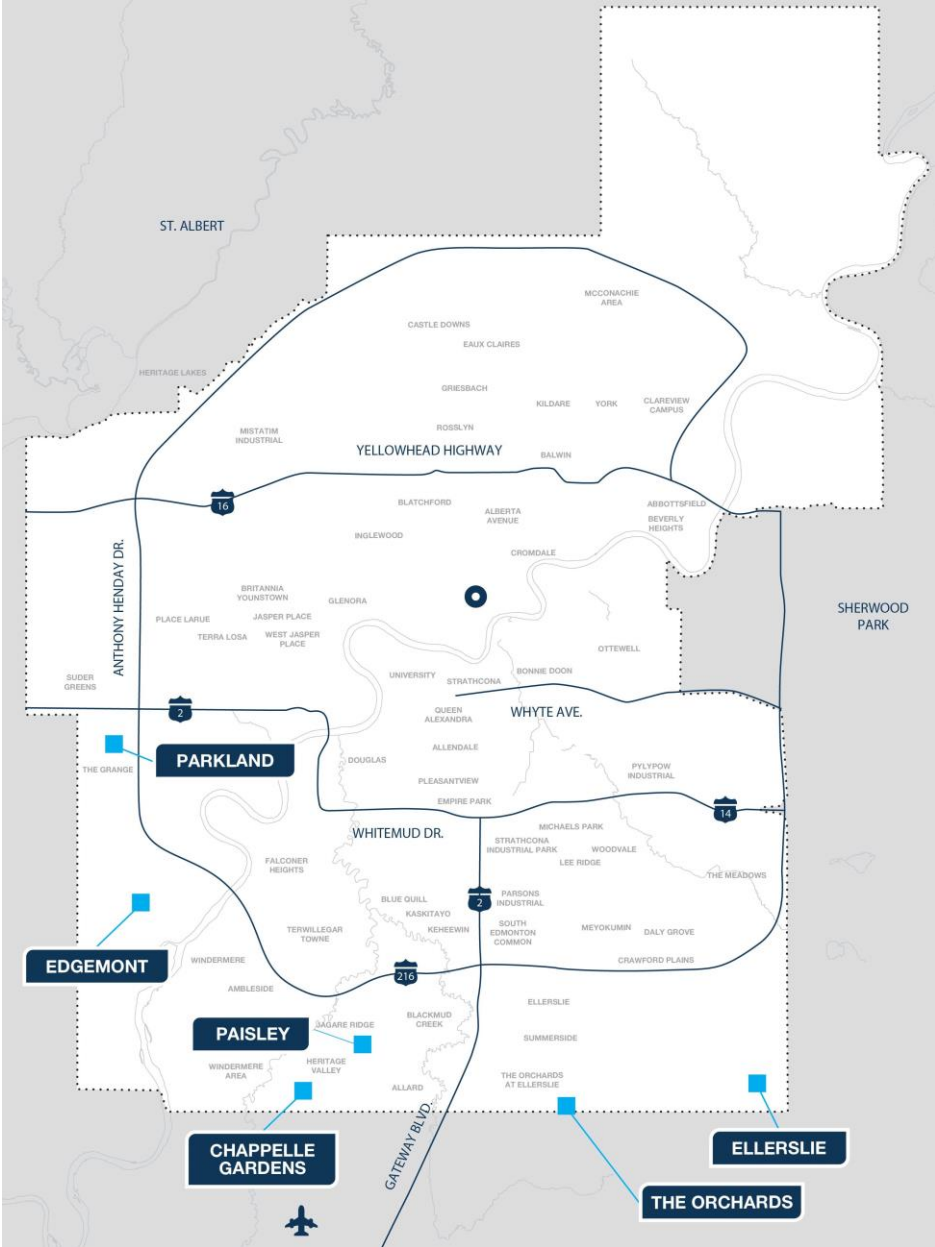 ST. ALBERT
MCCONACHIE
AREA
CASTLE DOWNS
EAUX CLAIRES
HERITAGE LAKES
GRIESBACH
KILDARE
YORK
CLAREVIEW
CAMPUS
MISTATIM
INDUSTRIAL
ROSSLYN
YELLOWHEAD HIGHWAY
BALWIN
16
BLATCHFORD
ALBERTA
AVENUE
ABBOTTSFIELD
BEVERLY
HEIGHTS
INGLEWOOD
CROMDALE
ANTHONY HENDAY DR.
BRITANNIA
YOUNSTOWN
GLENORA
PLACE LARUE
JASPER PLACE
TERRA LOSA
WEST JASPER
PLACE
SHERWOOD
PARK
OTTEWELL
SUDER
GREENS
UNIVERSITY
STRATHCONA
BONNIE DOON
2
QUEEN
ALEXANDRA
WHYTE AVE.
PARKLAND
THE GRANGE
DOUGLAS
ALLENDALE
PLEASANTVIEW
PYLYPOW
INDUSTRIAL
EMPIRE PARK
14
WHITEMUD DR.
MICHAELS PARK
STRATHCONA
INDUSTRIAL PARK
WOODVALE
LEE RIDGE
FALCONER
HEIGHTS
THE MEADOWS
BLUE QUILL
2
PARSONS
INDUSTRIAL
KASKITAYO
KEHEEWIN
SOUTH
EDMONTON
COMMON
MEYOKUMIN
DALY GROVE
TERWILLEGAR
TOWNE
EDGEMONT
WINDERMERE
216
CRAWFORD PLAINS
AMBLESIDE
ELLERSLIE
PAISLEY
JAGARE RIDGE
BLACKMUD
CREEK
SUMMERSIDE
WINDERMERE
AREA
HERITAGE
VALLEY
ALLARD
THE ORCHARDS
AT ELLERSLIE
CHAPPELLE
GARDENS
GATEWAY BLVD.
ELLERSLIE
THE ORCHARDS